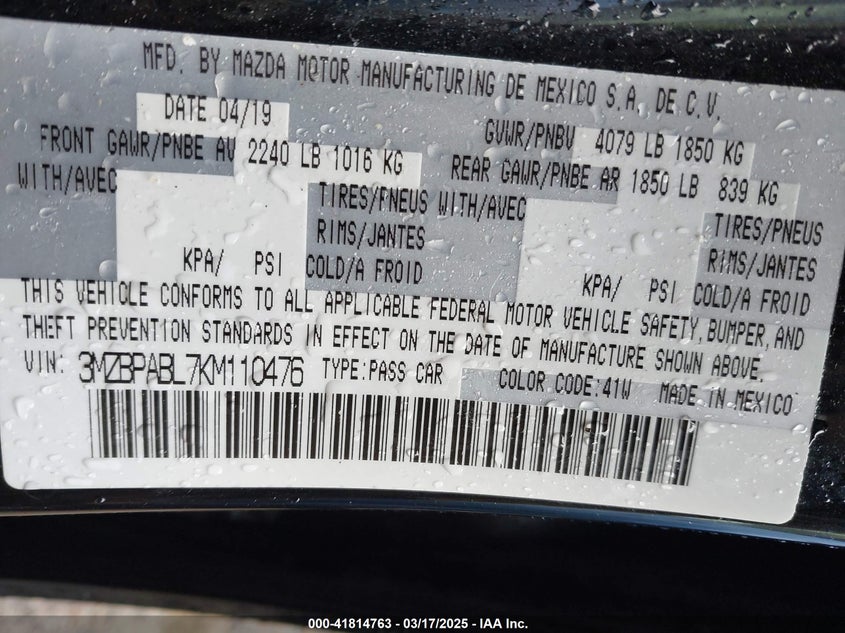 MFD. BY MAZDA MOTOR MANUFACTURING DE MEXICO S.A. DE C.V.
DATE 04/19
GVWR/PNBV 4079 LB 1850 KG
FRONT GAWR/PNBE AV 2240 LB 1016 KG
REAR GAWR/PNBE AR 1850 LB 839 KG
WITH/AVEC
TIRES/PNEUS
WITH/AVEC
TIRES/PNEUS
RIMS/JANTES
RIMS/JANTES
KPA/ PSI COLD/A FROID
KPA/ PSI COLD/A FROID
THIS VEHICLE CONFORMS TO ALL APPLICABLE FEDERAL MOTOR VEHICLE SAFETY, BUMPER, AND
THEFT PREVENTION STANDARDS IN EFFECT ON THE DATE OF MANUFACTURE SHOWN ABOVE.
VIN: 3MZBPABL7KM110476 TYPE:PASS CAR COLOR CODE:41W MADE IN MEXICO
000-41814763 - 03/17/2025 - IAA Inc.